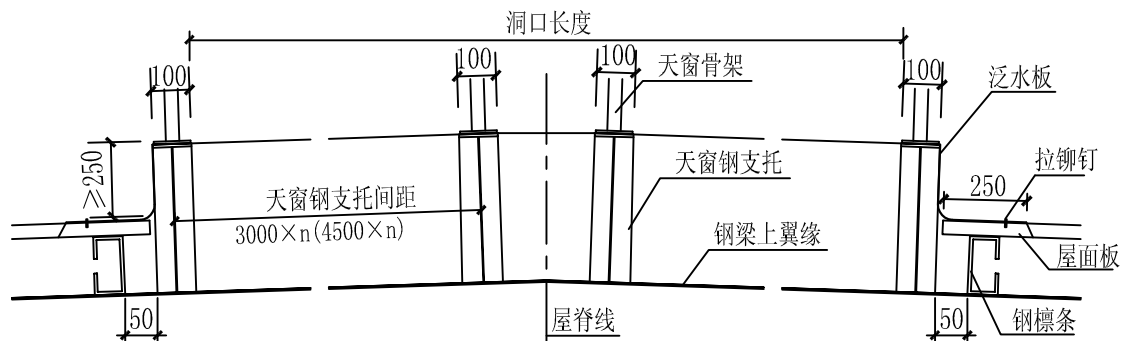 洞口长度
100
100
100
100
天窗骨架
泛水板
≥250
天窗钢支托间距
3000×n(4500×n)
天窗钢支托
250
拉铆钉
钢梁上翼缘
屋面板
50
屋脊线
50
钢檩条